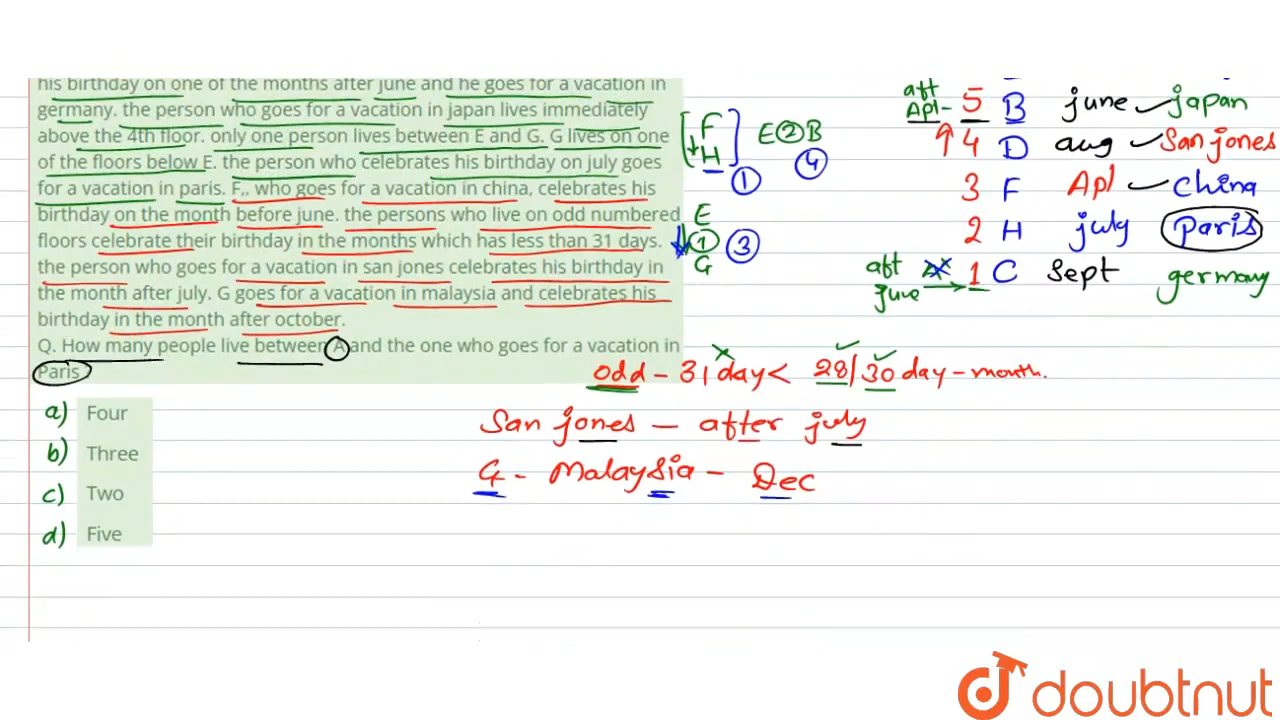 his birthday on one of the months after june and he goes for a vacation in
germany. the person who goes for a vacation in japan lives immediately
above the 4th floor. only one person lives between E and G. G lives on one
of the floors below E. the person who celebrates his birthday on july goes
for a vacation in paris. F,, who goes for a vacation in china, celebrates his
birthday on the month before june. the persons who live on odd numbered
floors celebrate their birthday in the months which has less than 31 days.
the person who goes for a vacation in san jones celebrates his birthday in
the month after july. G goes for a vacation in malaysia and celebrates his
birthday in the month after october.
Q. How many people live between A and the one who goes for a vacation in
Paris
a) Four
b) Three
c) Two
d) Five
F
H
①
E ② B
④
E
①
G
③
aft
Apl-
5 B june japan
4 D aug San jones
3 F Apl china
2 H july Paris
aft
june
1 C Sept germany
odd - 31 day < 28/30 day - month.
San jones - after july
G - Malaysia - Dec
doubtnut